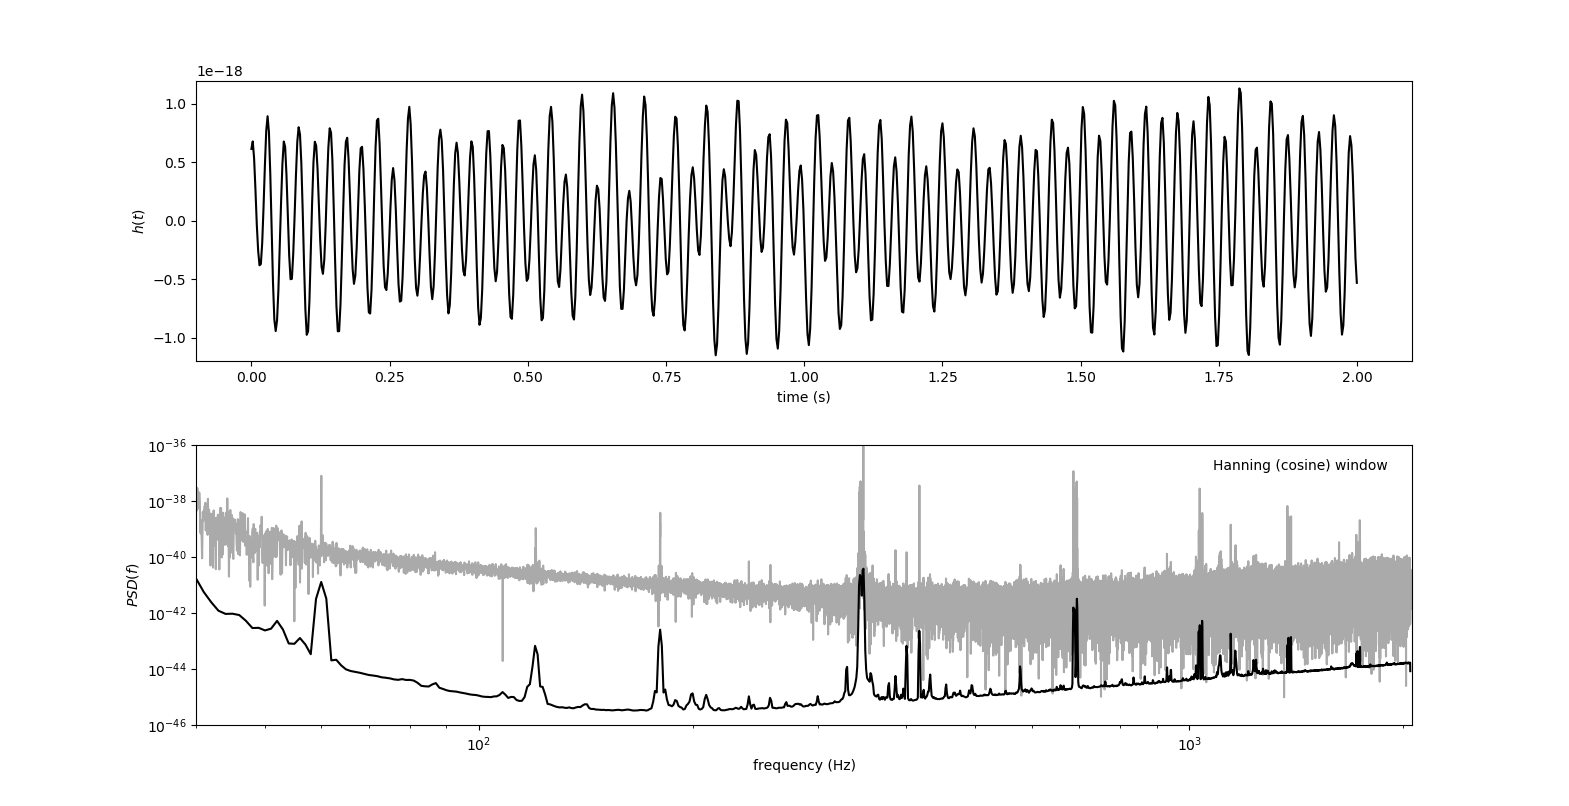 1e−18
1.0
0.5
0.0
−0.5
−1.0
h(t)
0.00 0.25 0.50 0.75 1.00 1.25 1.50 1.75 2.00
time (s)
10⁻³⁶
10⁻³⁸
10⁻⁴⁰
10⁻⁴²
10⁻⁴⁴
10⁻⁴⁶
PSD(f)
Hanning (cosine) window
10² 10³
frequency (Hz)